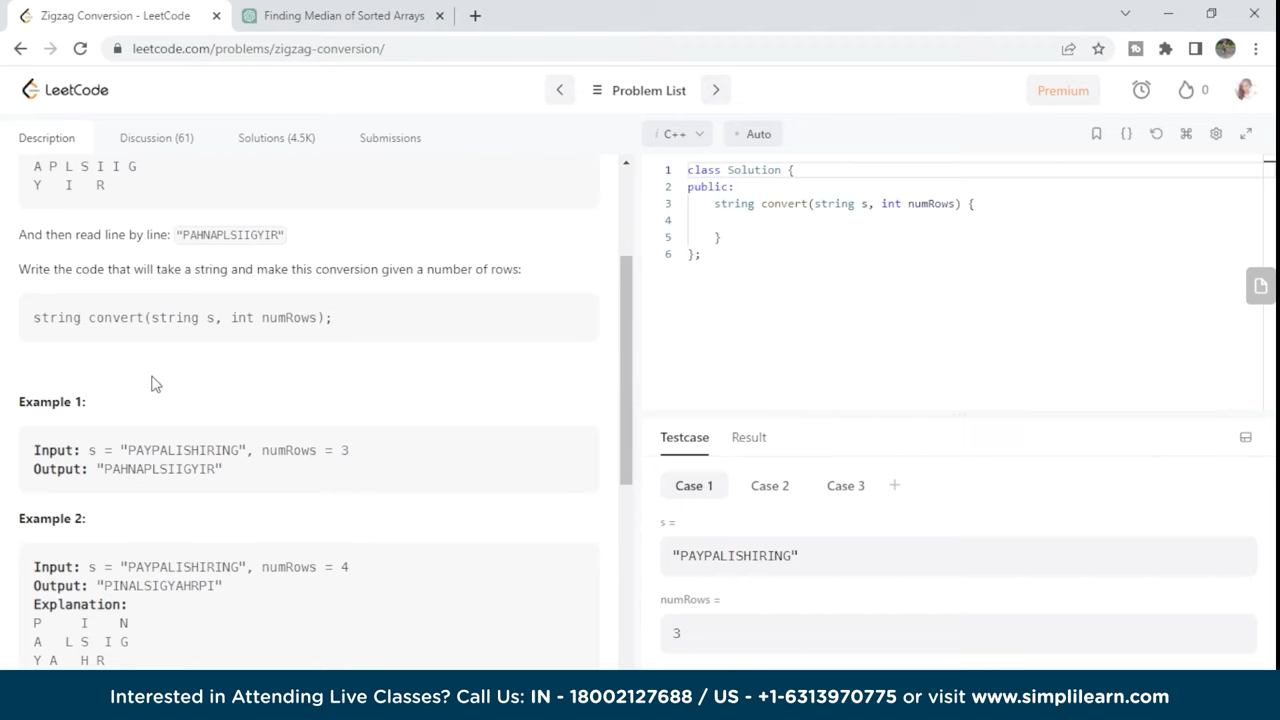 Zigzag Conversion - LeetCode
Finding Median of Sorted Arrays
leetcode.com/problems/zigzag-conversion/
LeetCode
Problem List
Premium
0
Description
Discussion (61)
Solutions (4.5K)
Submissions
A P L S I I G
Y I R
And then read line by line: "PAHNAPLSIIGYIR"
Write the code that will take a string and make this conversion given a number of rows:
string convert(string s, int numRows);
Example 1:
Input: s = "PAYPALISHIRING", numRows = 3
Output: "PAHNAPLSIIGYIR"
Example 2:
Input: s = "PAYPALISHIRING", numRows = 4
Output: "PINALSIGYAHRPI"
Explanation:
P I N
A L S I G
Y A H R
i C++
Auto
1 class Solution {
2 public:
3 string convert(string s, int numRows) {
4
5 }
6 };
Testcase
Result
Case 1
Case 2
Case 3
s =
"PAYPALISHIRING"
numRows =
3
Interested in Attending Live Classes? Call Us: IN - 18002127688 / US - +1-6313970775 or visit www.simplilearn.com